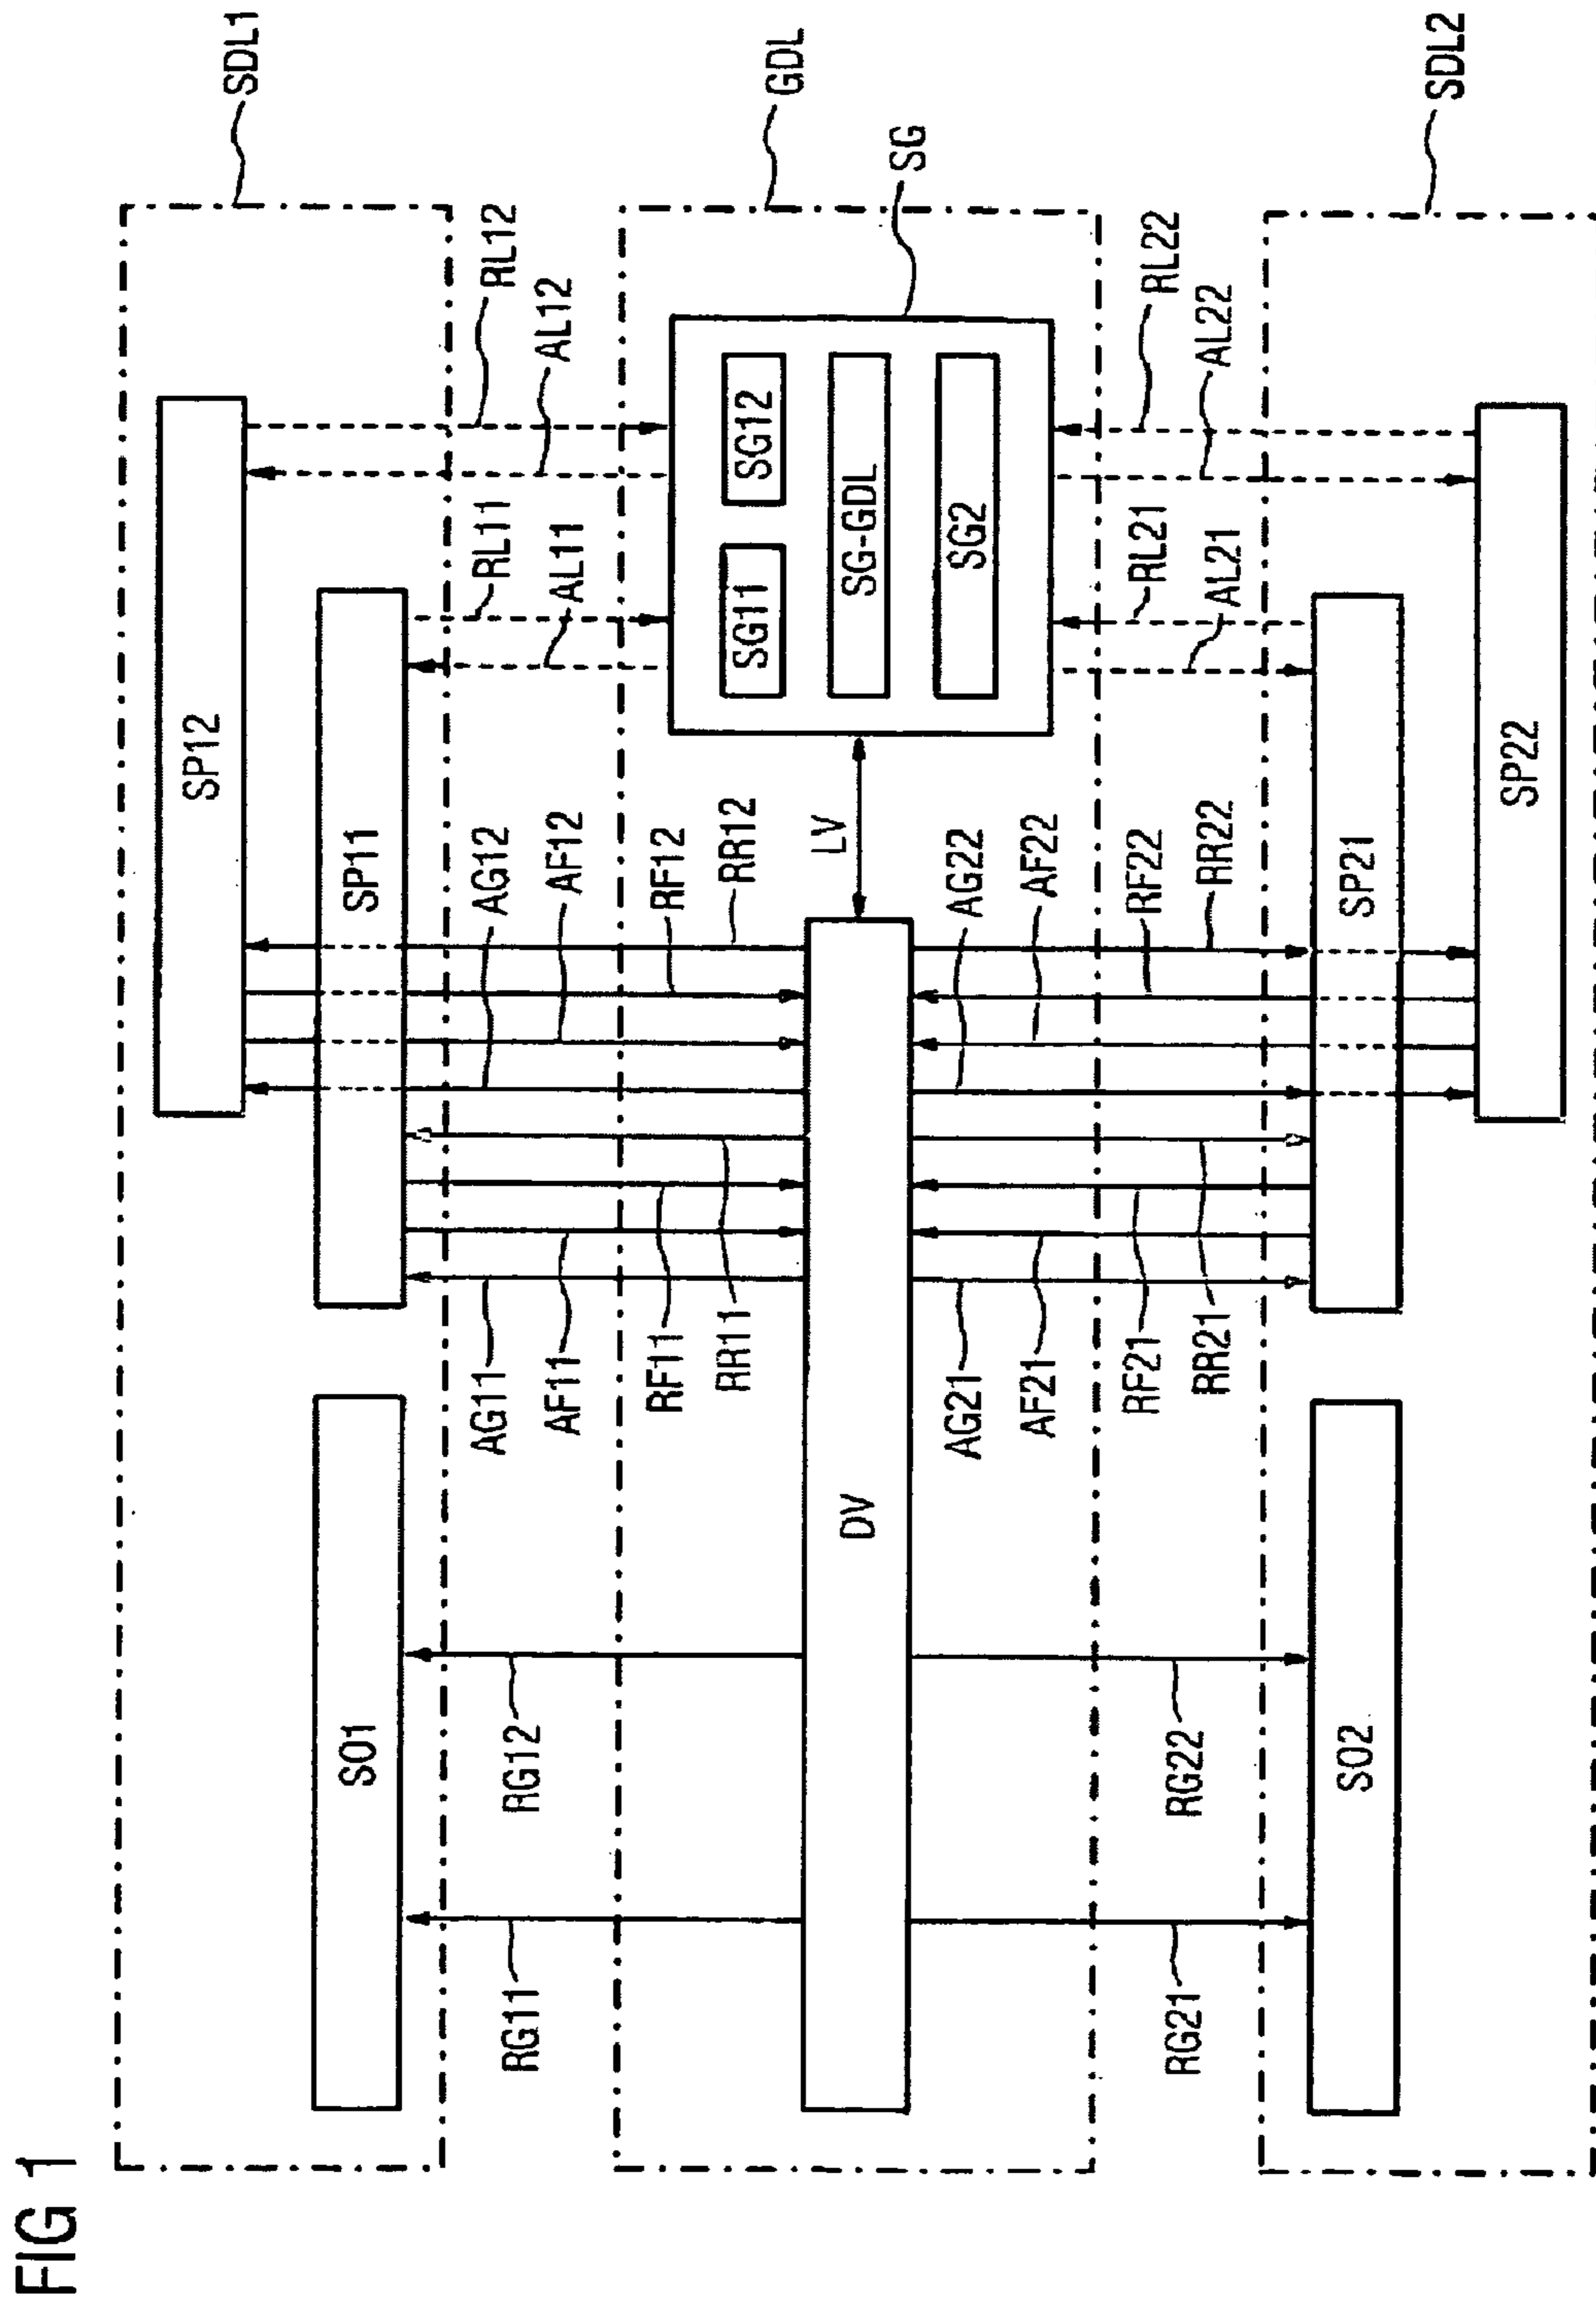 FIG 1
SDL1
SP12
SO1
SP11
RL12
AL12
RL11
AL11
AG12
AF12
RF12
RR12
AG11
AF11
RF11
RR11
RG12
RG11
GDL
SG
SG11
SG12
SG-GDL
SG2
LV
DV
AG22
AF22
RF22
RR22
AG21
AF21
RF21
RR21
RL22
AL22
RL21
AL21
RG22
RG21
SDL2
SO2
SP21
SP22